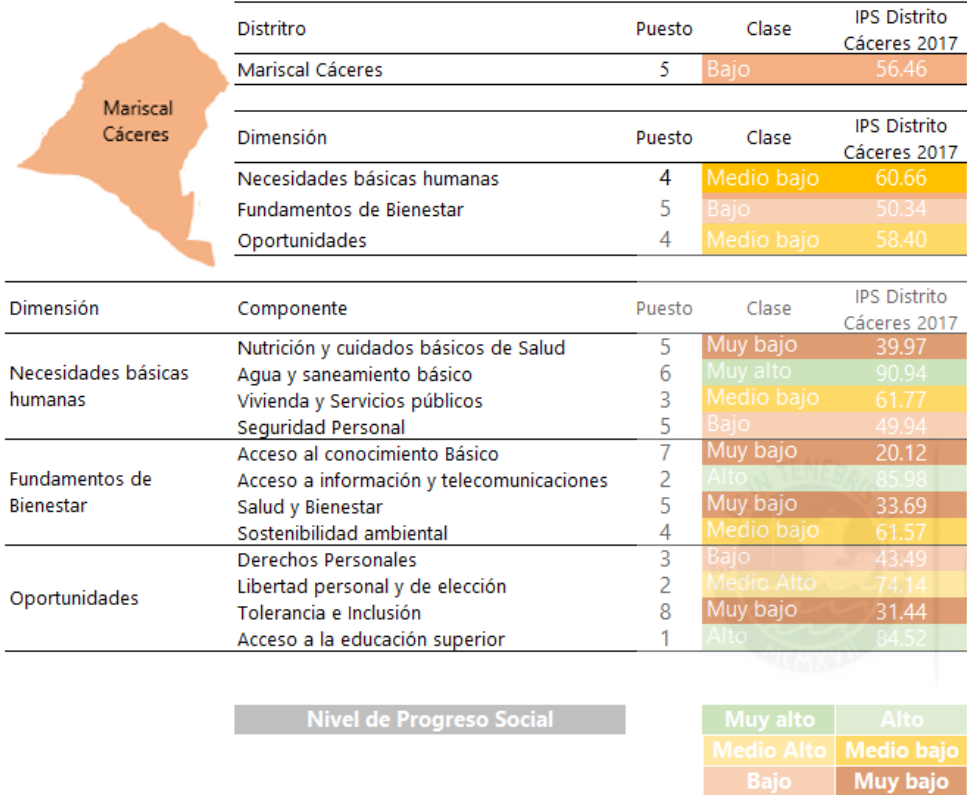 Mariscal
Cáceres
Distritro Puesto Clase IPS Distrito
Cáceres 2017
Mariscal Cáceres 5 Bajo 56.46
Dimensión Puesto Clase IPS Distrito
Cáceres 2017
Necesidades básicas humanas 4 Medio bajo 60.66
Fundamentos de Bienestar 5 Bajo 50.34
Oportunidades 4 Medio bajo 58.40
Dimensión Componente Puesto Clase IPS Distrito
Cáceres 2017
Necesidades básicas
humanas
Nutrición y cuidados básicos de Salud 5 Muy bajo 39.97
Agua y saneamiento básico 6 Muy alto 90.94
Vivienda y Servicios públicos 3 Medio bajo 61.77
Seguridad Personal 5 Bajo 49.94
Fundamentos de
Bienestar
Acceso al conocimiento Básico 7 Muy bajo 20.12
Acceso a información y telecomunicaciones 2 Alto 85.98
Salud y Bienestar 5 Muy bajo 33.69
Sostenibilidad ambiental 4 Medio bajo 61.57
Oportunidades
Derechos Personales 3 Bajo 43.49
Libertad personal y de elección 2 Medio Alto 74.14
Tolerancia e Inclusión 8 Muy bajo 31.44
Acceso a la educación superior 1 Alto 84.52
Nivel de Progreso Social Muy alto Alto
Medio Alto Medio bajo
Bajo Muy bajo
MCMXVII